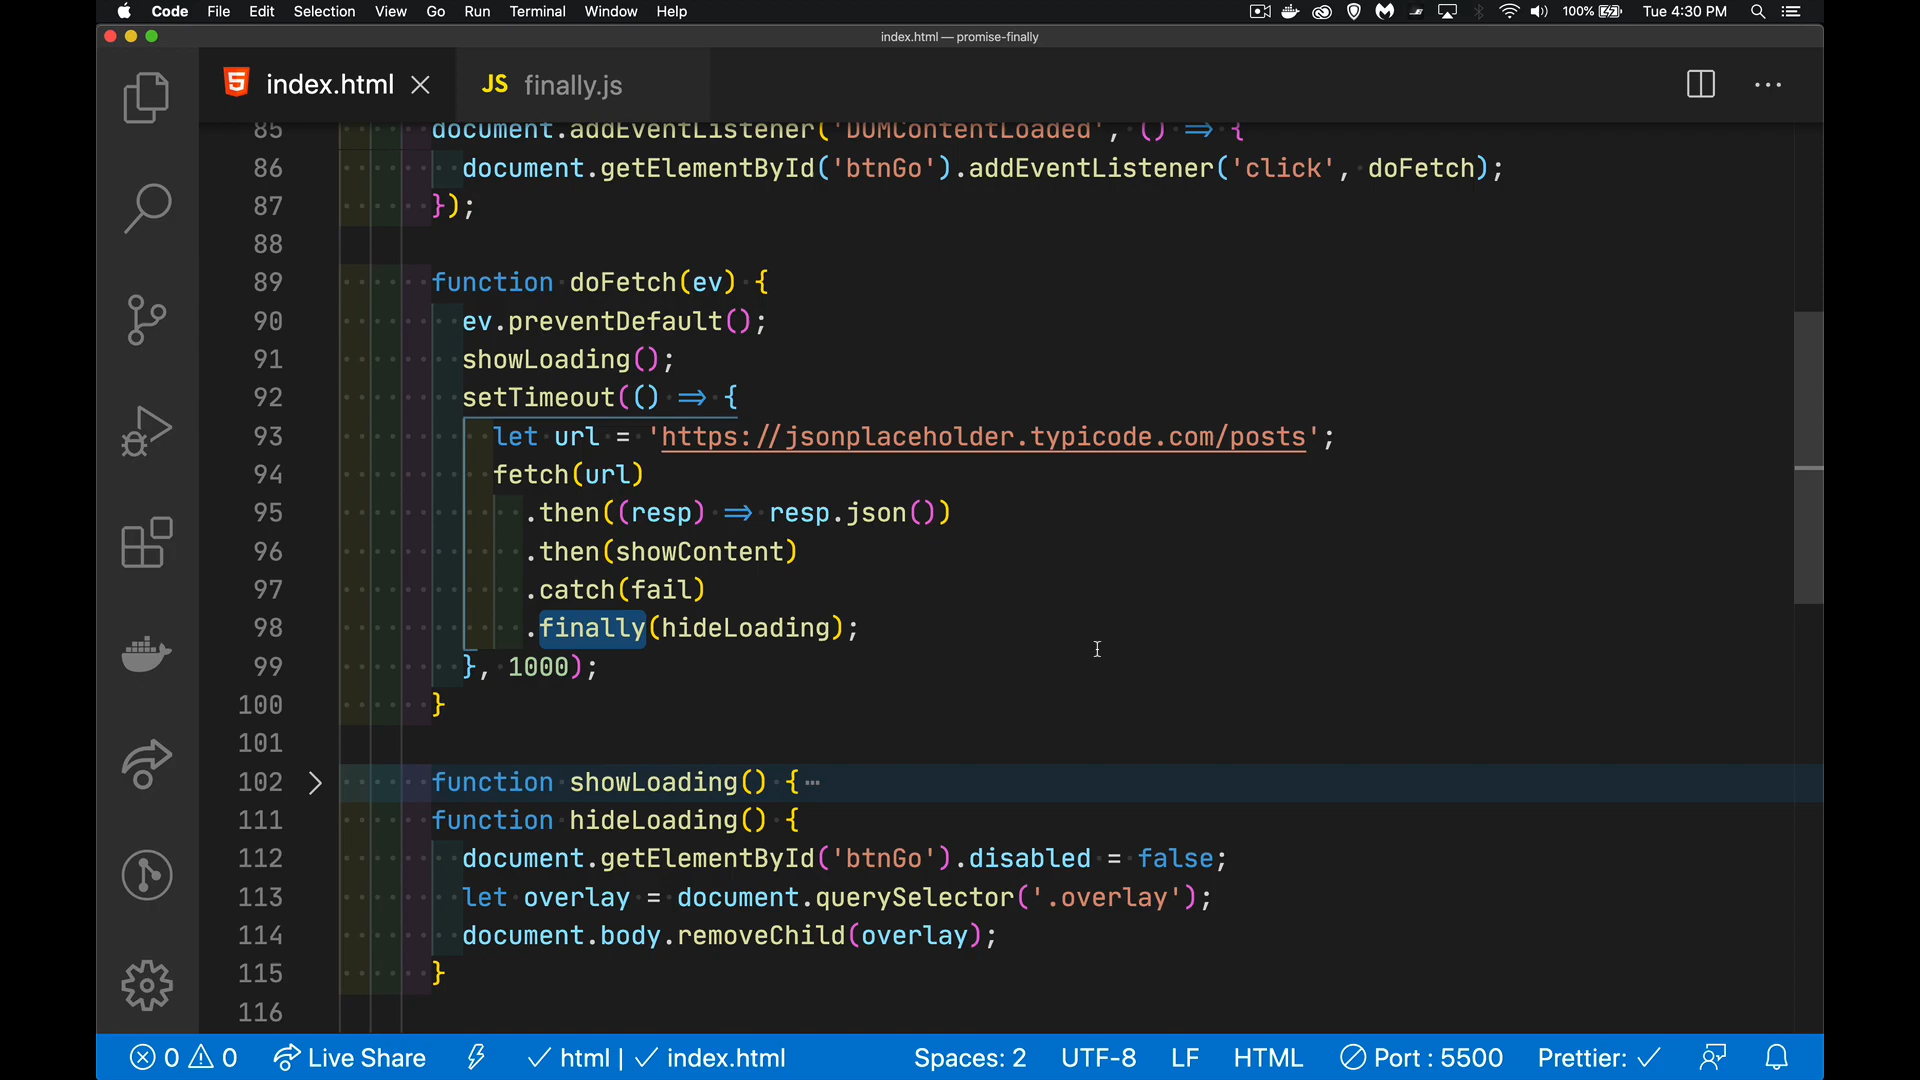 Code File Edit Selection View Go Run Terminal Window Help 100% Tue 4:30 PM
index.html — promise-finally
index.html JS finally.js
85 document.addEventListener('DOMContentLoaded', () => {
86 document.getElementById('btnGo').addEventListener('click', doFetch);
87 });
88
89 function doFetch(ev) {
90 ev.preventDefault();
91 showLoading();
92 setTimeout(() => {
93 let url = 'https://jsonplaceholder.typicode.com/posts';
94 fetch(url)
95 .then((resp) => resp.json())
96 .then(showContent)
97 .catch(fail)
98 .finally(hideLoading);
99 }, 1000);
100 }
101
102 function showLoading() {⋯
111 function hideLoading() {
112 document.getElementById('btnGo').disabled = false;
113 let overlay = document.querySelector('.overlay');
114 document.body.removeChild(overlay);
115 }
116
0 0 Live Share html | index.html Spaces: 2 UTF-8 LF HTML Port : 5500 Prettier: ✓